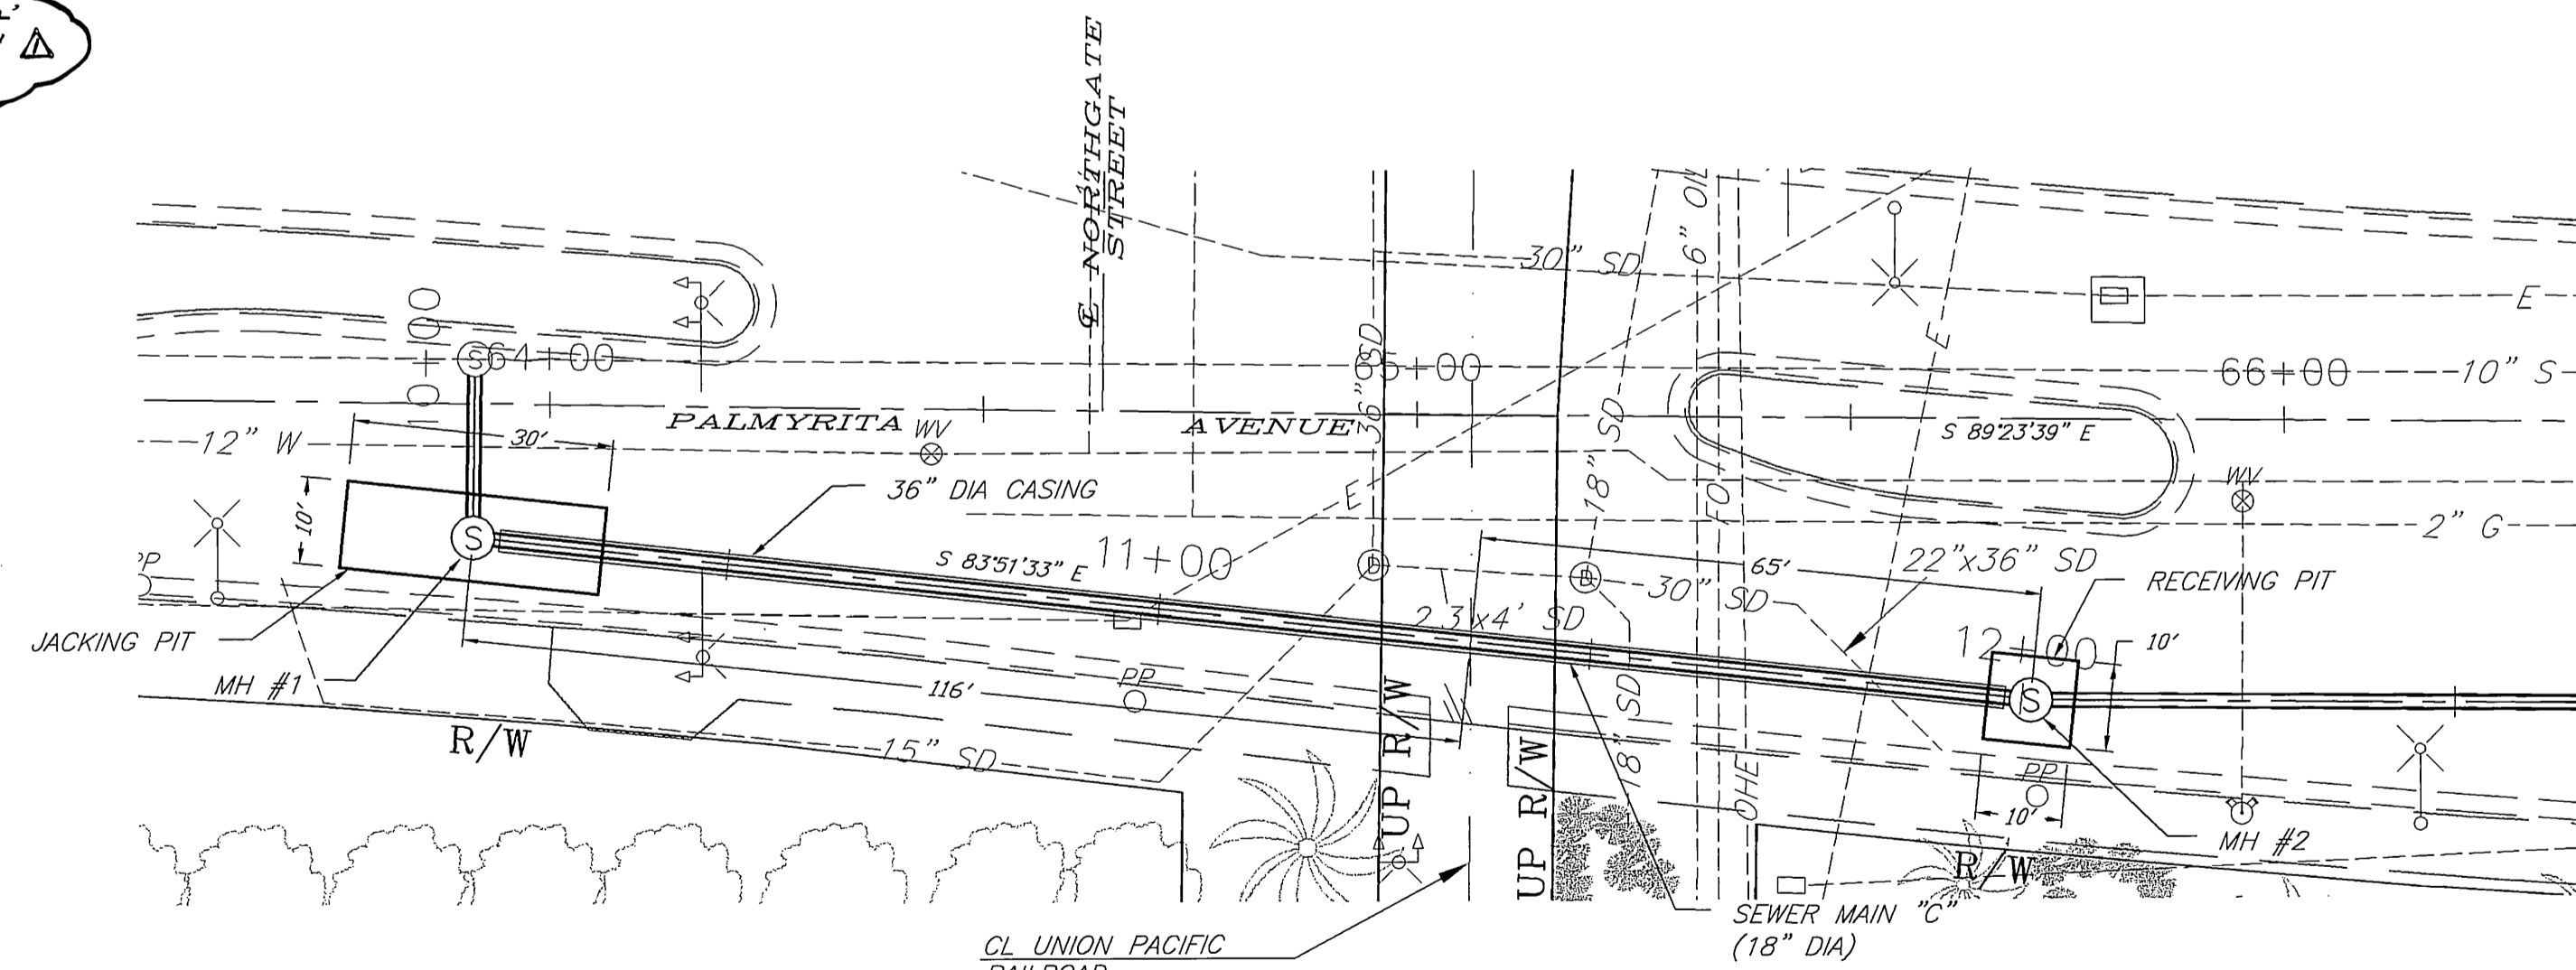 ℄ NORTHGATE
STREET
30" SD
6" OIL
E
E
10+00
S 64+00
36" SD
65+00
66+00
10" S
PALMYRITA AVENUE
12" W
30'
WV
18" SD
S 89°23'39" E
WV
10'
36" DIA CASING
E
FO
2" G
S
S 83°51'33" E
11+00
D
D
65'
22"x36" SD
RECEIVING PIT
PP
30" SD
JACKING PIT
2 3'x4' SD
12+00
10'
MH #1
116'
PP
S
R/W
15" SD
UP R/W
UP R/W
18" SD
OHE
PP
10'
MH #2
R/W
SEWER MAIN "C"
(18" DIA)
CL UNION PACIFIC
RAILROAD